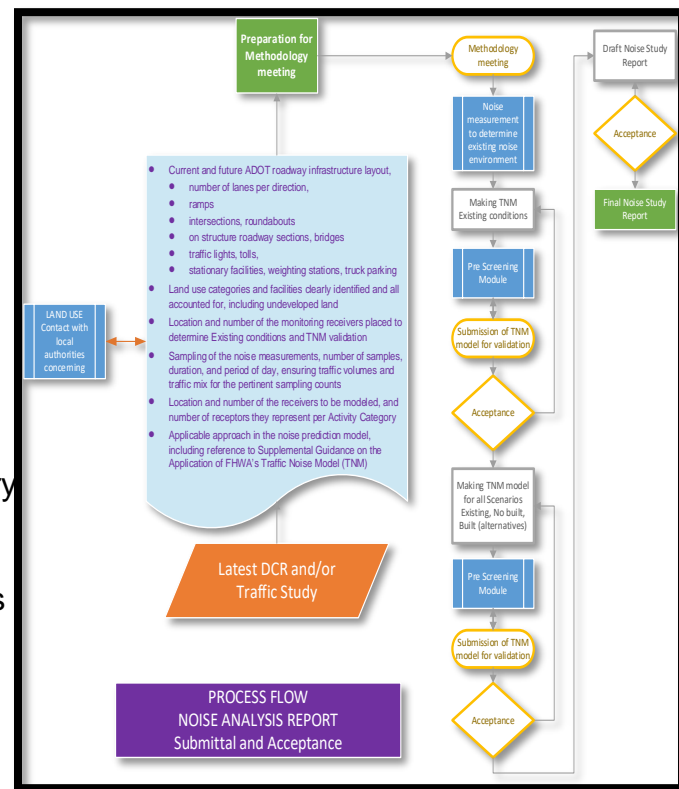 Preparation for
Methodology
meeting
Methodology
meeting
Draft Noise Study
Report
Noise
measurement
to determine
existing noise
environment
Acceptance
Final Noise Study
Report
Making TNM
Existing conditions
Pre Screening
Module
Submission of TNM
model for validation
Acceptance
Making TNM model
for all Scenarios
Existing, No built,
Built (alternatives)
Pre Screening
Module
Submission of TNM
model for validation
Acceptance
• Current and future ADOT roadway infrastructure layout,
• number of lanes per direction,
• ramps
• intersections, roundabouts
• on structure roadway sections, bridges
• traffic lights, tolls,
• stationary facilities, weighting stations, truck parking
• Land use categories and facilities clearly identified and all
accounted for, including undeveloped land
• Location and number of the monitoring receivers placed to
determine Existing conditions and TNM validation
• Sampling of the noise measurements, number of samples,
duration, and period of day, ensuring traffic volumes and
traffic mix for the pertinent sampling counts
• Location and number of the receivers to be modeled, and
number of receptors they represent per Activity Category
• Applicable approach in the noise prediction model,
including reference to Supplemental Guidance on the
Application of FHWA's Traffic Noise Model (TNM)
LAND USE
Contact with
local
authorities
concerning
Latest DCR and/or
Traffic Study
PROCESS FLOW
NOISE ANALYSIS REPORT
Submittal and Acceptance
y
s